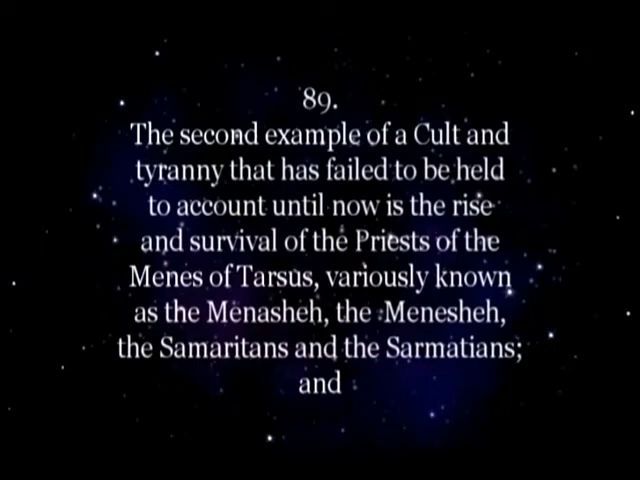 89.
The second example of a Cult and
tyranny that has failed to be held
to account until now is the rise
and survival of the Priests of the
Menes of Tarsus, variously known
as the Menasheh, the Menesheh,
the Samaritans and the Sarmatians;
and